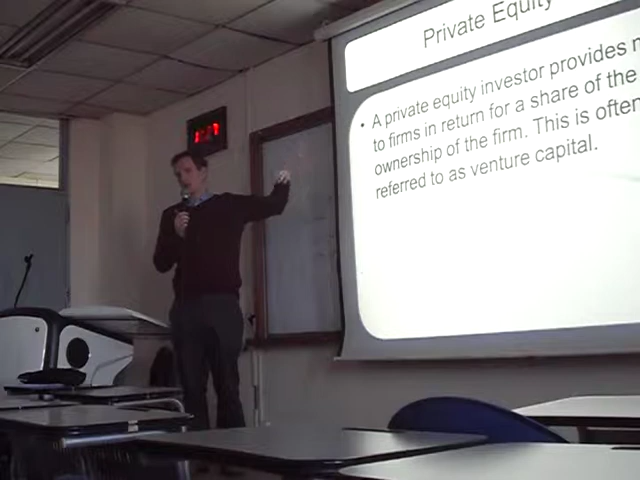 Private Equity
• A private equity investor provides
to firms in return for a share of the
ownership of the firm. This is often
referred to as venture capital.